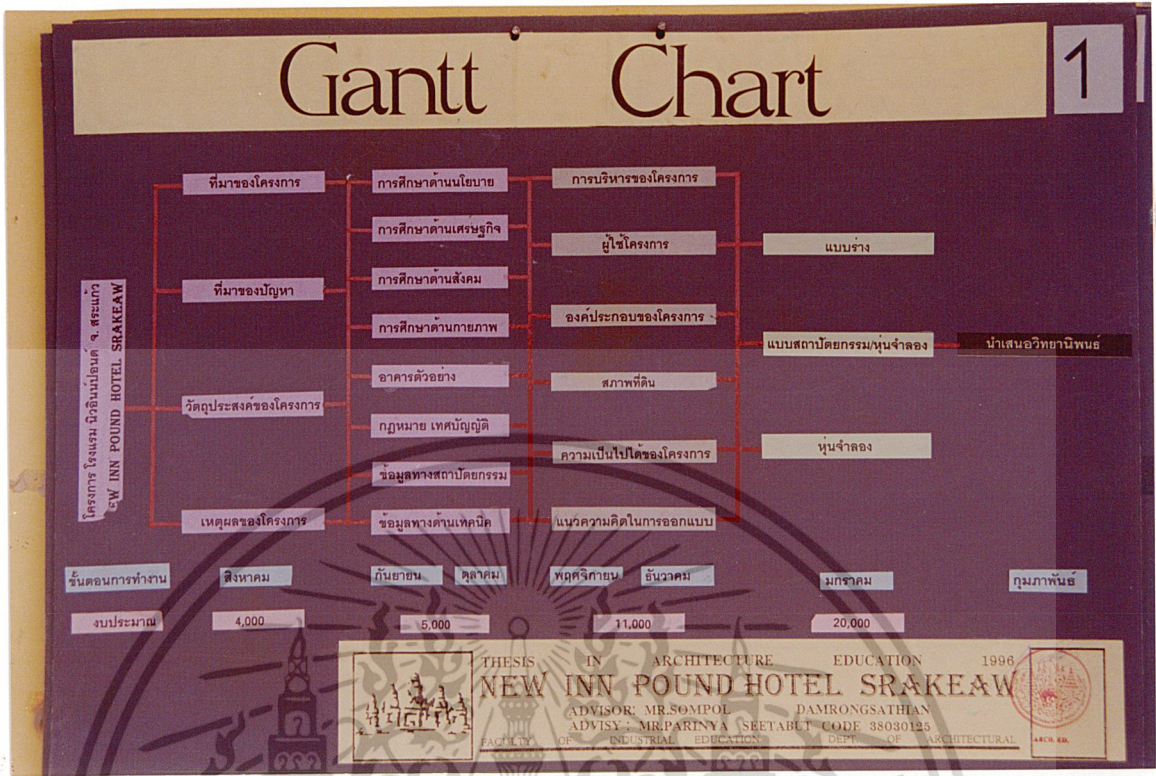 Gantt Chart
1
ที่มาของโครงการ
ที่มาของปัญหา
วัตถุประสงค์ของโครงการ
เหตุผลของโครงการ
โครงการ โรงแรม นิวอินน์ปอนด์ จ. สระแก้ว
EW INN POUND HOTEL SRAKEAW
การศึกษาด้านนโยบาย
การศึกษาด้านเศรษฐกิจ
การศึกษาด้านสังคม
การศึกษาด้านกายภาพ
อาคารตัวอย่าง
กฎหมาย เทศบัญญัติ
ข้อมูลทางสถาปัตยกรรม
ข้อมูลทางด้านเทคนิค
การบริหารของโครงการ
ผู้ใช้โครงการ
องค์ประกอบของโครงการ
สภาพที่ดิน
ความเป็นไปได้ของโครงการ
แนวความคิดในการออกแบบ
แบบร่าง
แบบสถาปัตยกรรม/หุ่นจำลอง
หุ่นจำลอง
นำเสนอวิทยานิพนธ์
ขั้นตอนการทำงาน สิงหาคม กันยายน ตุลาคม พฤศจิกายน ธันวาคม มกราคม กุมภาพันธ์
งบประมาณ 4,000 5,000 11,000 20,000
THESIS IN ARCHITECTURE EDUCATION 1996
NEW INN POUND HOTEL SRAKEAW
ADVISOR: MR.SOMPOL DAMRONGSATHIAN
ADVISY: MR.PARINYA SEETABUT CODE 38030125
FACULTY OF INDUSTRIAL EDUCATION DEPT. OF ARCHITECTURAL
ARCH. ED.